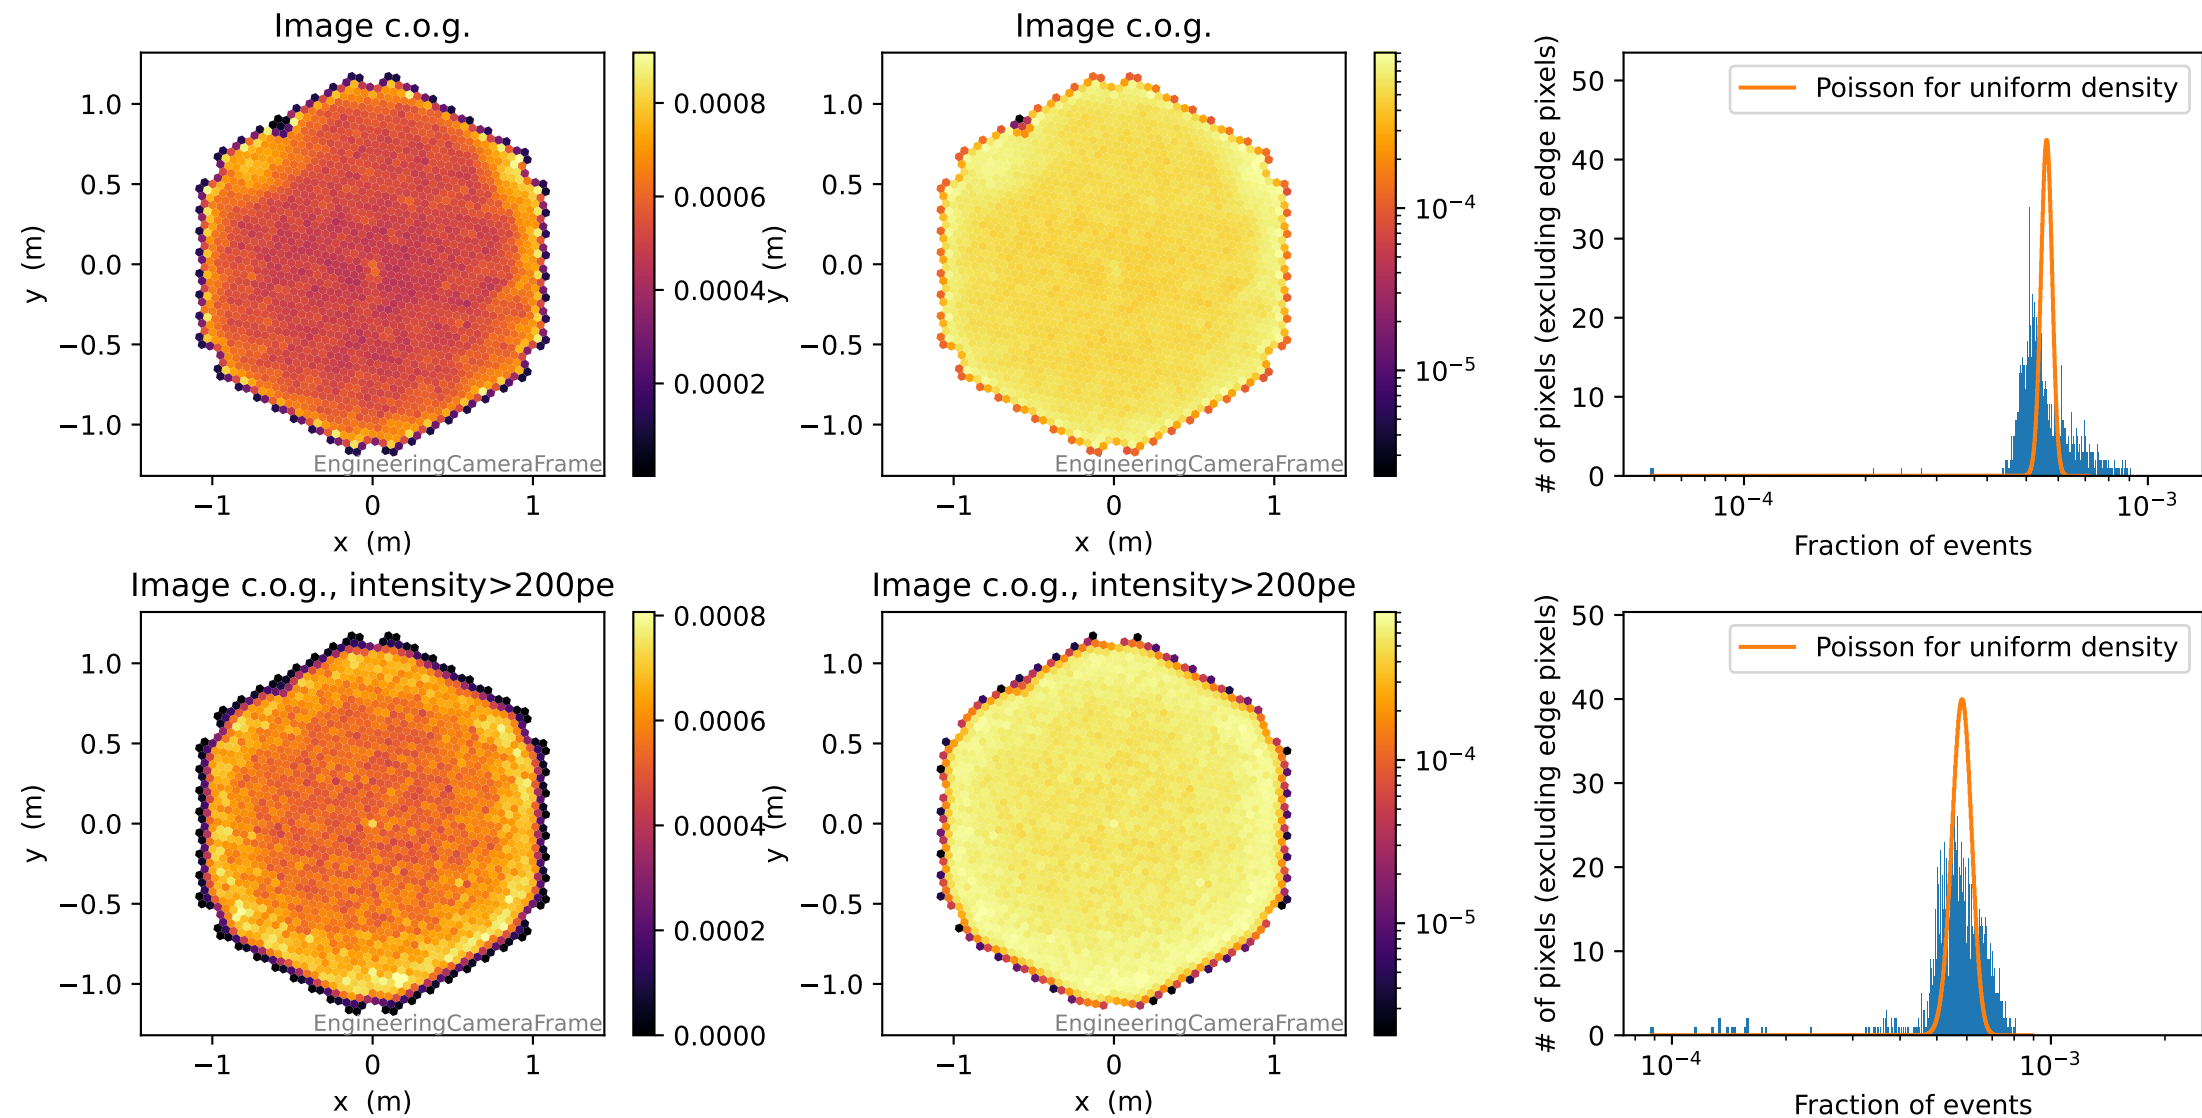 Image c.o.g.
1.0
0.5
0.0
−0.5
−1.0
y (m)
−1
0
1
x (m)
EngineeringCameraFrame
0.0008
0.0006
0.0004
0.0002
Image c.o.g.
1.0
0.5
0.0
−0.5
−1.0
y (m)
−1
0
1
x (m)
EngineeringCameraFrame
10⁻⁴
10⁻⁵
Poisson for uniform density
50
40
30
20
10
0
# of pixels (excluding edge pixels)
10⁻⁴
10⁻³
Fraction of events
Image c.o.g., intensity>200pe
1.0
0.5
0.0
−0.5
−1.0
y (m)
−1
0
1
x (m)
EngineeringCameraFrame
0.0008
0.0006
0.0004
0.0002
0.0000
Image c.o.g., intensity>200pe
1.0
0.5
0.0
−0.5
−1.0
y (m)
−1
0
1
x (m)
EngineeringCameraFrame
10⁻⁴
10⁻⁵
Poisson for uniform density
50
40
30
20
10
0
# of pixels (excluding edge pixels)
10⁻⁴
10⁻³
Fraction of events